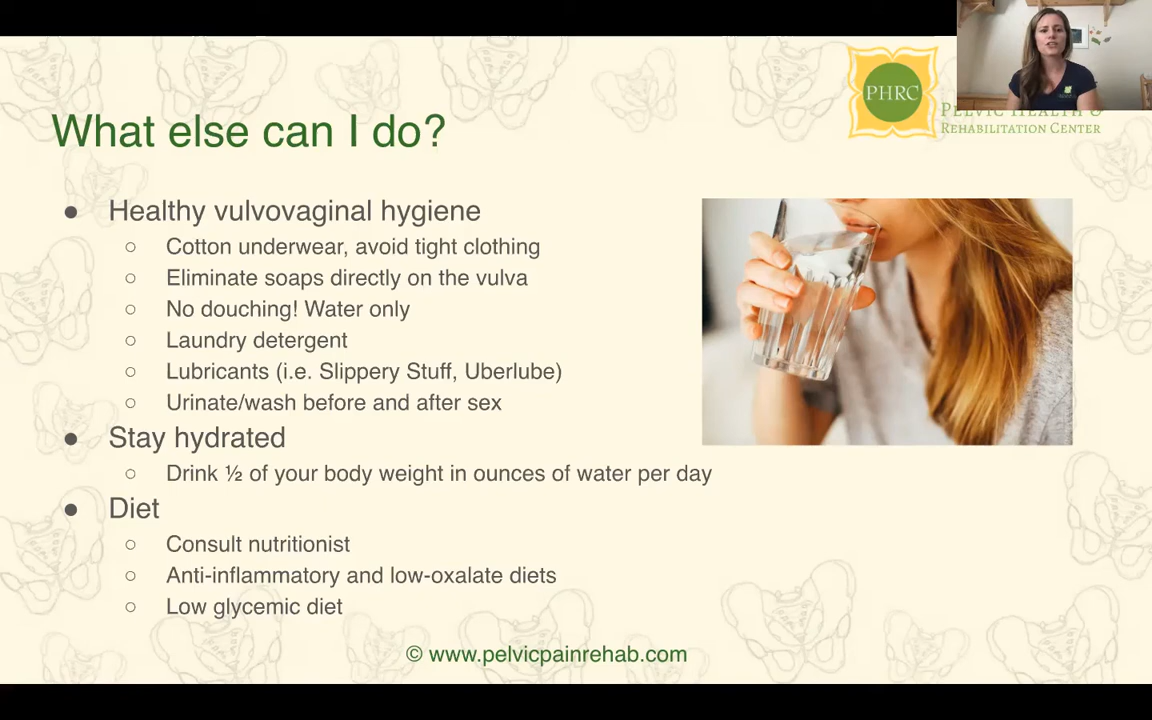 What else can I do?
PHRC
PELVIC HEALTH &
REHABILITATION CENTER
● Healthy vulvovaginal hygiene
○ Cotton underwear, avoid tight clothing
○ Eliminate soaps directly on the vulva
○ No douching! Water only
○ Laundry detergent
○ Lubricants (i.e. Slippery Stuff, Uberlube)
○ Urinate/wash before and after sex
● Stay hydrated
○ Drink ½ of your body weight in ounces of water per day
● Diet
○ Consult nutritionist
○ Anti-inflammatory and low-oxalate diets
○ Low glycemic diet
© www.pelvicpainrehab.com